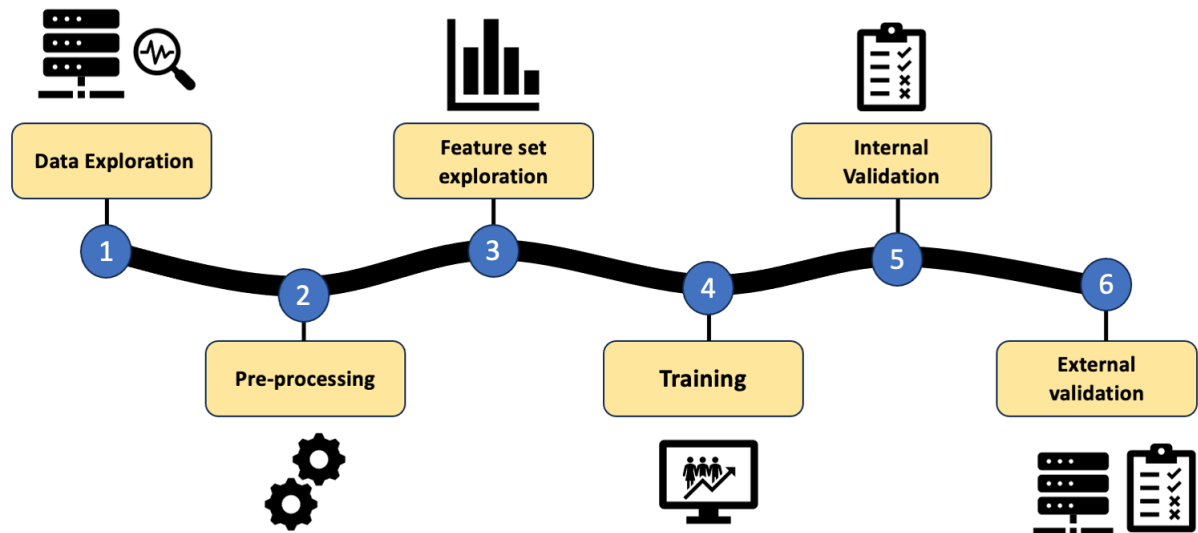 Data Exploration
1
Pre-processing
2
Feature set
exploration
3
Training
4
Internal
Validation
5
External
validation
6